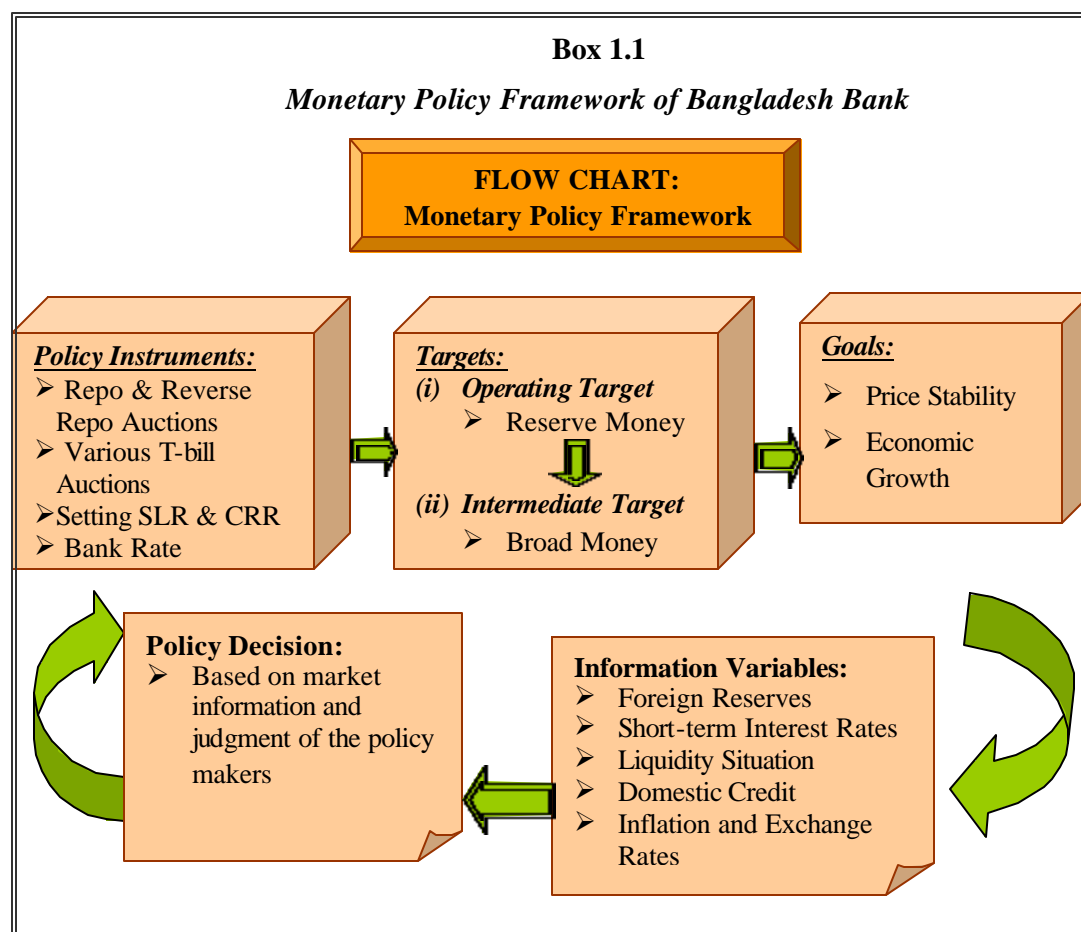 Box 1.1
Monetary Policy Framework of Bangladesh Bank
FLOW CHART:
Monetary Policy Framework
Policy Instruments:
➢ Repo & Reverse
Repo Auctions
➢ Various T-bill
Auctions
➢Setting SLR & CRR
➢ Bank Rate
Targets:
(i) Operating Target
➢ Reserve Money
(ii) Intermediate Target
➢ Broad Money
Goals:
➢ Price Stability
➢ Economic
Growth
Policy Decision:
➢ Based on market
information and
judgment of the policy
makers
Information Variables:
➢ Foreign Reserves
➢ Short-term Interest Rates
➢ Liquidity Situation
➢ Domestic Credit
➢ Inflation and Exchange
Rates